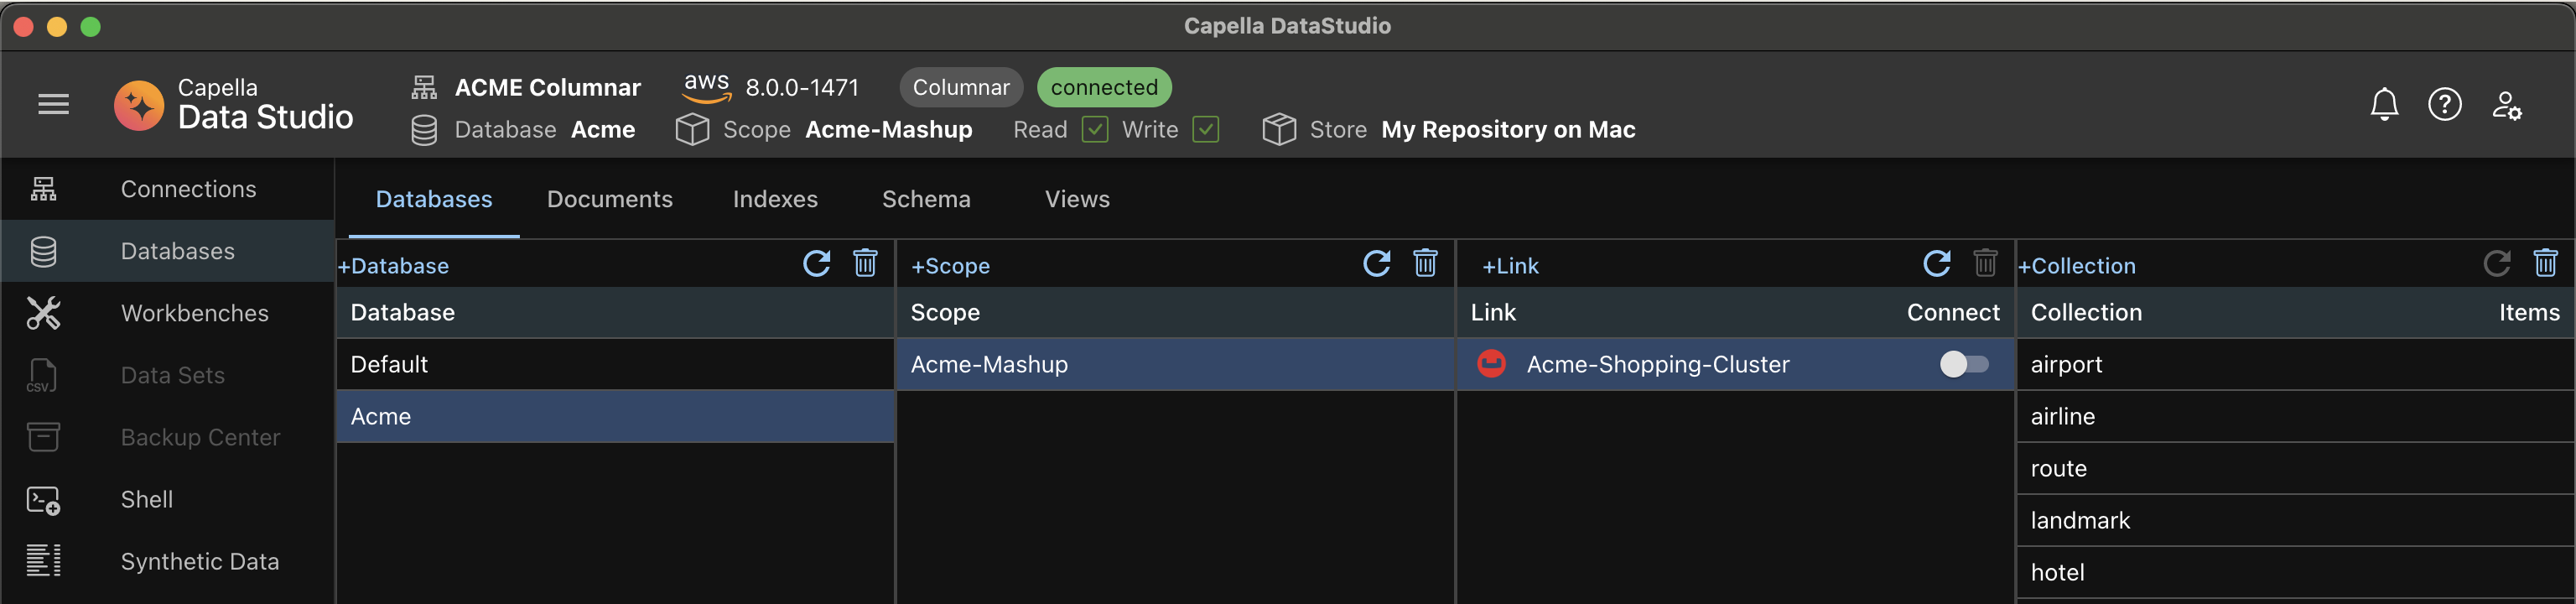 Capella DataStudio
Capella
Data Studio
ACME Columnar aws 8.0.0-1471 Columnar connected
Database Acme Scope Acme-Mashup Read Write Store My Repository on Mac
Connections
Databases
Workbenches
CSV Data Sets
Backup Center
Shell
Synthetic Data
Databases Documents Indexes Schema Views
+Database
Database
Default
Acme
+Scope
Scope
Acme-Mashup
+Link
Link Connect
Acme-Shopping-Cluster
+Collection
Collection Items
airport
airline
route
landmark
hotel